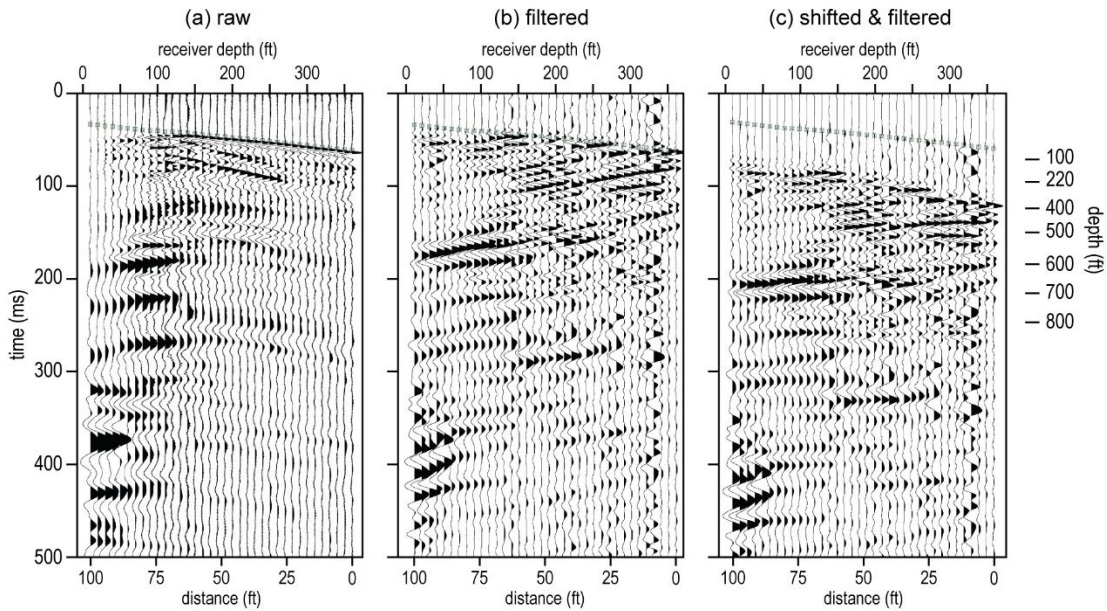 (a) raw
(b) filtered
(c) shifted & filtered
receiver depth (ft)
receiver depth (ft)
receiver depth (ft)
0 100 200 300
0 100 200 300
0 100 200 300
0
100
200
300
400
500
time (ms)
100
220
400
500
600
700
800
depth (ft)
100 75 50 25 0
100 75 50 25 0
100 75 50 25 0
distance (ft)
distance (ft)
distance (ft)